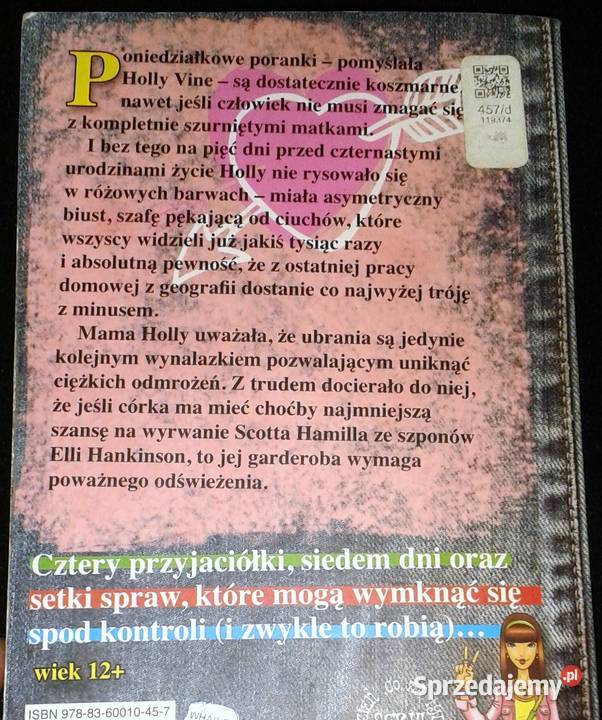 Poniedziałkowe poranki – pomyślała
Holly Vine – są dostatecznie koszmarne,
nawet jeśli człowiek nie musi zmagać się
z kompletnie szurniętymi matkami.
I bez tego na pięć dni przed czternastymi
urodzinami życie Holly nie rysowało się
w różowych barwach – miała asymetryczny
biust, szafę pękającą od ciuchów, które
wszyscy widzieli już jakiś tysiąc razy
i absolutną pewność, że z ostatniej pracy
domowej z geografii dostanie co najwyżej tróję
z minusem.
Mama Holly uważała, że ubrania są jedynie
kolejnym wynalazkiem pozwalającym uniknąć
ciężkich odmrożeń. Z trudem docierało do niej,
że jeśli córka ma mieć choćby najmniejszą
szansę na wyrwanie Scotta Hamilla ze szponów
Elli Hankinson, to jej garderoba wymaga
poważnego odświeżenia.
457/d
Cztery przyjaciółki, siedem dni oraz
setki spraw, które mogą wymknąć się
spod kontroli (i zwykle to robią)…
wiek 12+
ISBN 978-83-60010-45-7
Sprzedajemy.pl